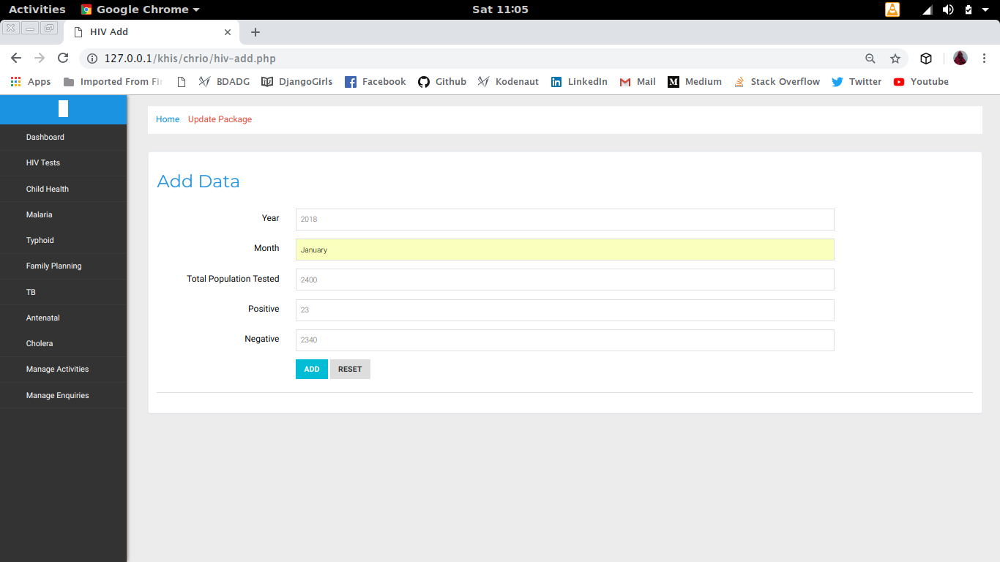 Activities Google Chrome Sat 11:05
HIV Add
127.0.0.1/khis/chrio/hiv-add.php
Apps Imported From Fir BDADG DjangoGirls Facebook Github Kodenaut LinkedIn Mail Medium Stack Overflow Twitter Youtube
Home Update Package
Dashboard
HIV Tests
Child Health
Malaria
Typhoid
Family Planning
TB
Antenatal
Cholera
Manage Activities
Manage Enquiries
Add Data
Year 2018
Month January
Total Population Tested 2400
Positive 23
Negative 2340
ADD RESET